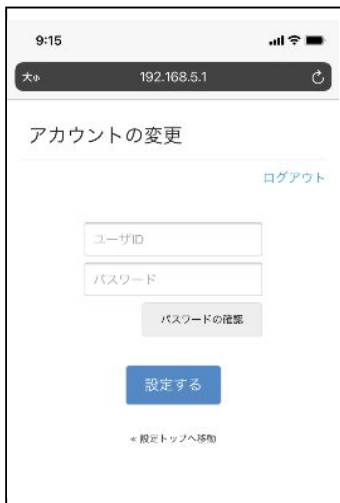 9:15
大小 192.168.5.1
アカウントの変更
ログアウト
ユーザID
パスワード
パスワードの確認
設定する
« 設定トップへ移動